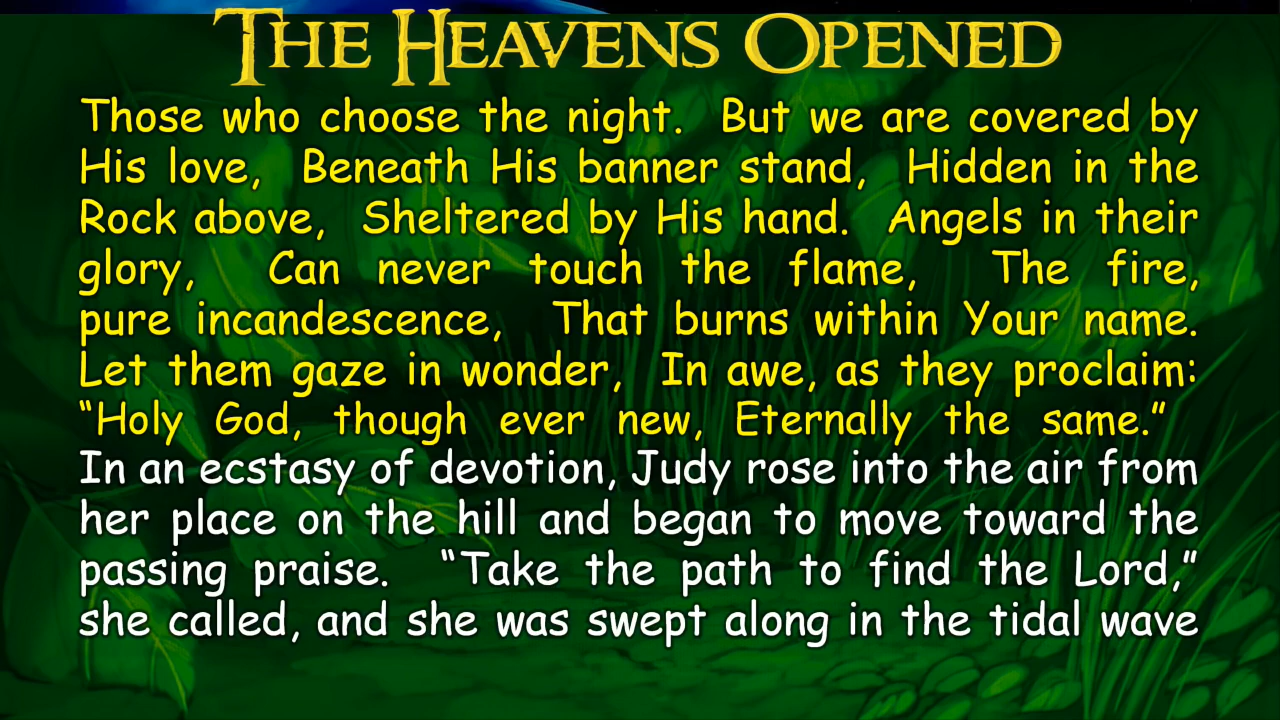 THE HEAVENS OPENED
Those who choose the night. But we are covered by
His love, Beneath His banner stand, Hidden in the
Rock above, Sheltered by His hand. Angels in their
glory, Can never touch the flame, The fire,
pure incandescence, That burns within Your name.
Let them gaze in wonder, In awe, as they proclaim:
“Holy God, though ever new, Eternally the same.”
In an ecstasy of devotion, Judy rose into the air from
her place on the hill and began to move toward the
passing praise. “Take the path to find the Lord,”
she called, and she was swept along in the tidal wave